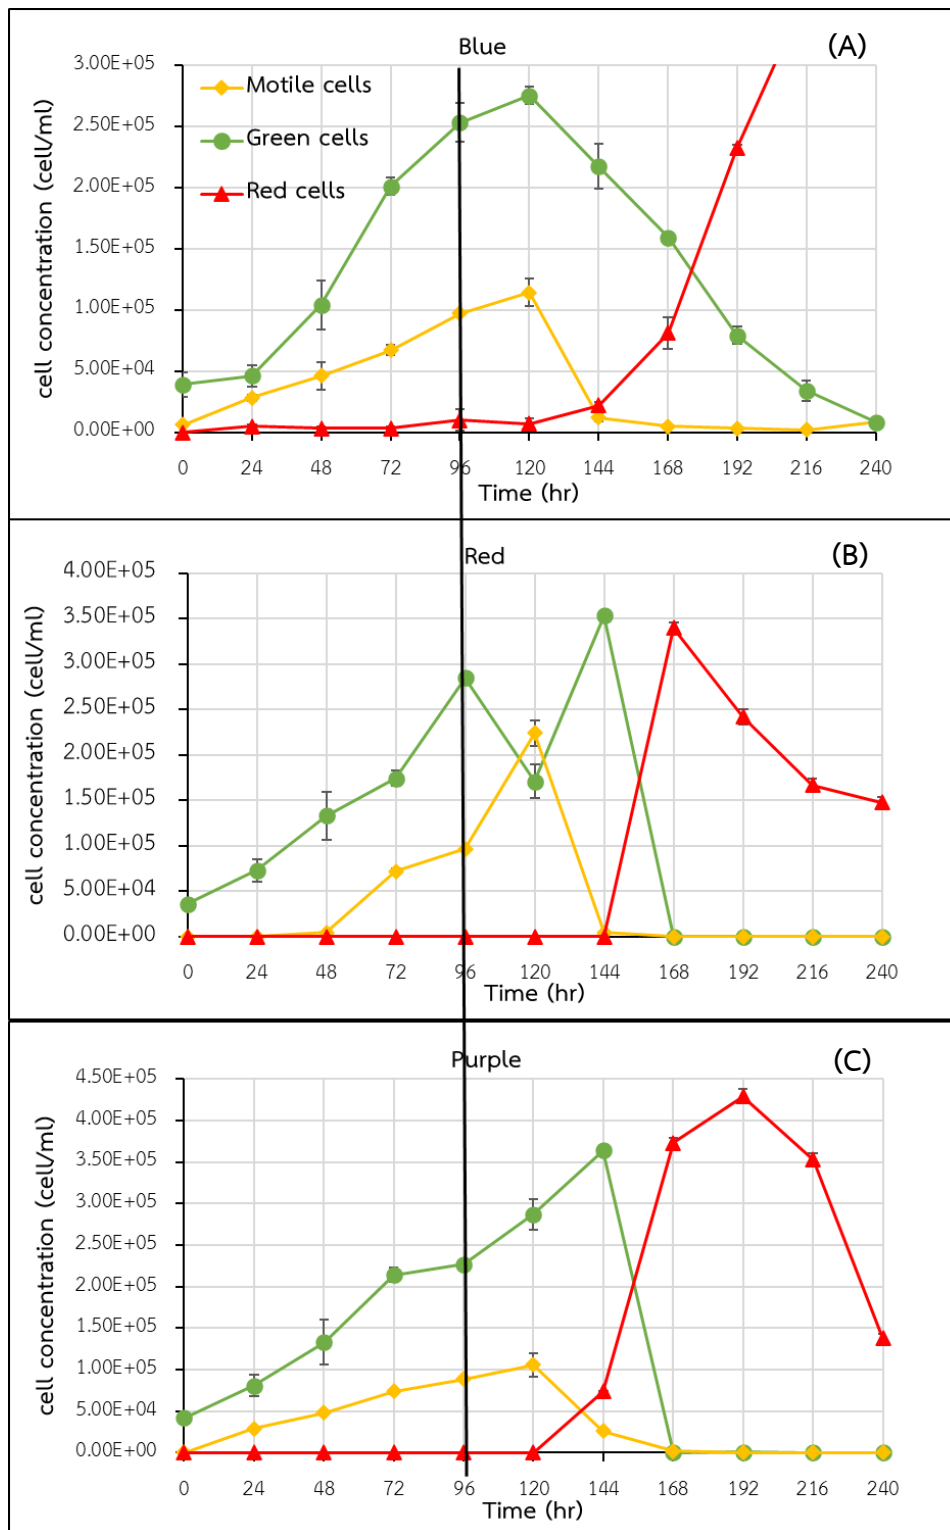 Blue
(A)
3.00E+05
2.50E+05
2.00E+05
1.50E+05
1.00E+05
5.00E+04
0.00E+00
cell concentration (cell/ml)
Motile cells
Green cells
Red cells
0 24 48 72 96 120 144 168 192 216 240
Time (hr)
Red
(B)
4.00E+05
3.50E+05
3.00E+05
2.50E+05
2.00E+05
1.50E+05
1.00E+05
5.00E+04
0.00E+00
cell concentration (cell/ml)
0 24 48 72 96 120 144 168 192 216 240
Time (hr)
Purple
(C)
4.50E+05
4.00E+05
3.50E+05
3.00E+05
2.50E+05
2.00E+05
1.50E+05
1.00E+05
5.00E+04
0.00E+00
cell concentration (cell/ml)
0 24 48 72 96 120 144 168 192 216 240
Time (hr)